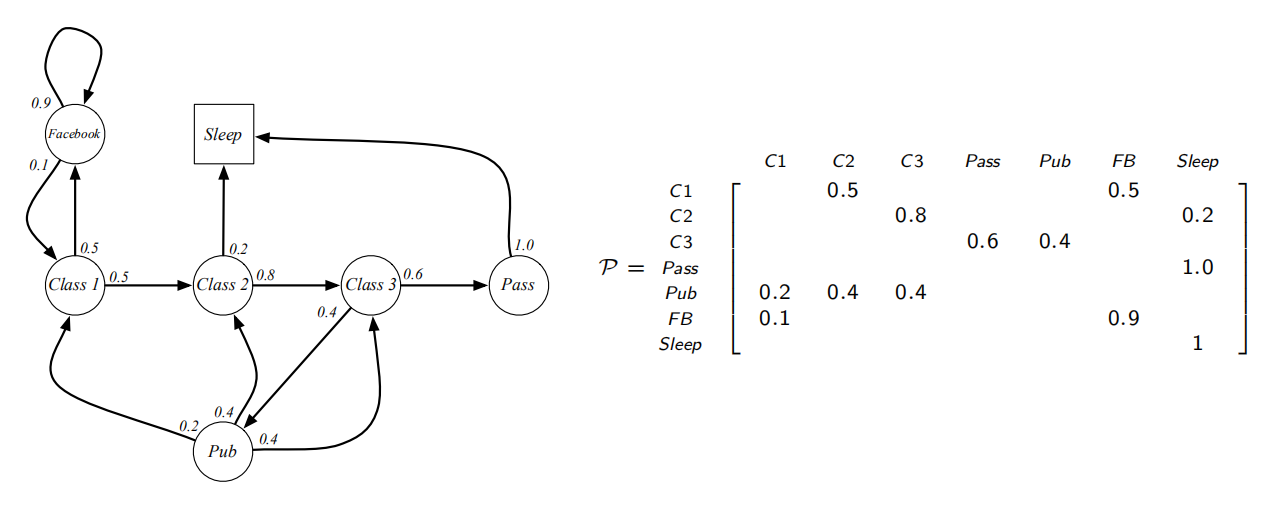 0.9
Facebook
0.1
Sleep
0.5
0.2
1.0
Class 1
0.5
Class 2
0.8
Class 3
0.6
Pass
0.4
0.4
0.2
Pub
0.4
C1 C2 C3 Pass Pub FB Sleep
C1 0.5 0.5
C2 0.8 0.2
C3 0.6 0.4
𝒫 = Pass 1.0
Pub 0.2 0.4 0.4
FB 0.1 0.9
Sleep 1